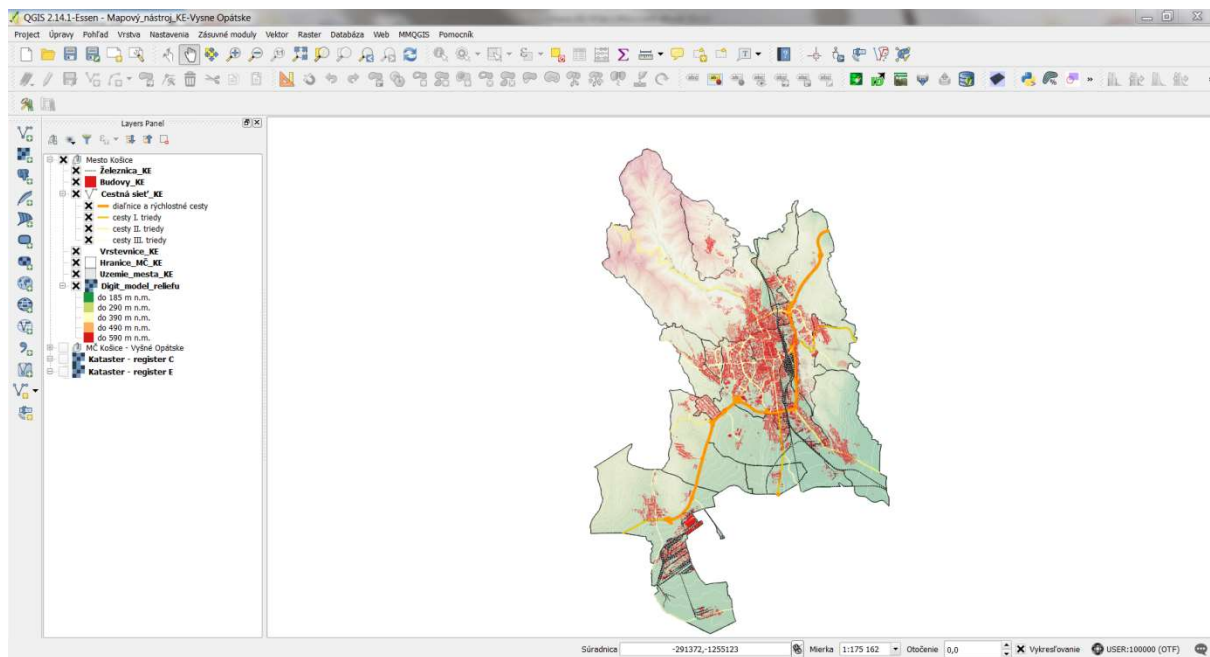 QGIS 2.14.1-Essen - Mapový_nástroj_KE-Vysne Opátske
Project Úpravy Pohľad Vrstva Nastavenia Zásuvné moduly Vektor Raster Databáza Web MMQGIS Pomocník
Layers Panel
Mesto Košice
Železnica_KE
Budovy_KE
Cestná sieť_KE
diaľnice a rýchlostné cesty
cesty I. triedy
cesty II. triedy
cesty III. triedy
Vrstevnice_KE
Hranice_MČ_KE
Uzemie_mesta_KE
Digit_model_reliefu
do 185 m n.m.
do 290 m n.m.
do 390 m n.m.
do 490 m n.m.
do 590 m n.m.
MČ Košice - Vyšné Opátske
Kataster - register C
Kataster - register E
Súradnica -291372,-1255123 Mierka 1:175 162 Otočenie 0,0 Vykresľovanie USER:100000 (OTF)